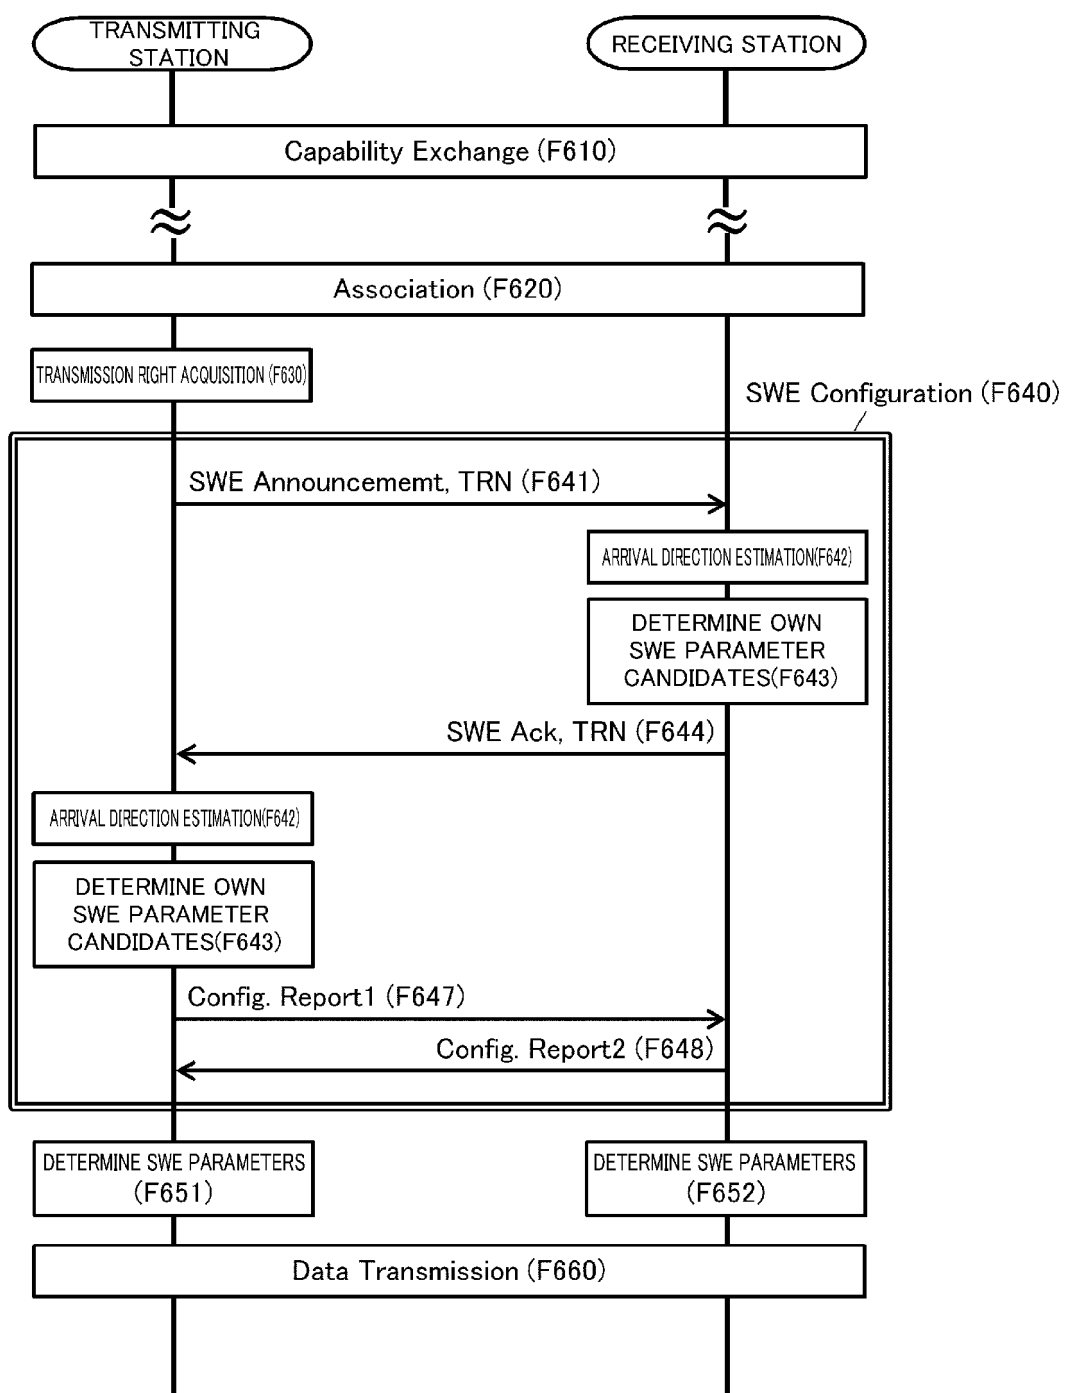 TRANSMITTING
STATION
RECEIVING STATION
Capability Exchange (F610)
Association (F620)
TRANSMISSION RIGHT ACQUISITION (F630)
SWE Configuration (F640)
SWE Announcememt, TRN (F641)
ARRIVAL DIRECTION ESTIMATION(F642)
DETERMINE OWN
SWE PARAMETER
CANDIDATES(F643)
SWE Ack, TRN (F644)
ARRIVAL DIRECTION ESTIMATION(F642)
DETERMINE OWN
SWE PARAMETER
CANDIDATES(F643)
Config. Report1 (F647)
Config. Report2 (F648)
DETERMINE SWE PARAMETERS
(F651)
DETERMINE SWE PARAMETERS
(F652)
Data Transmission (F660)